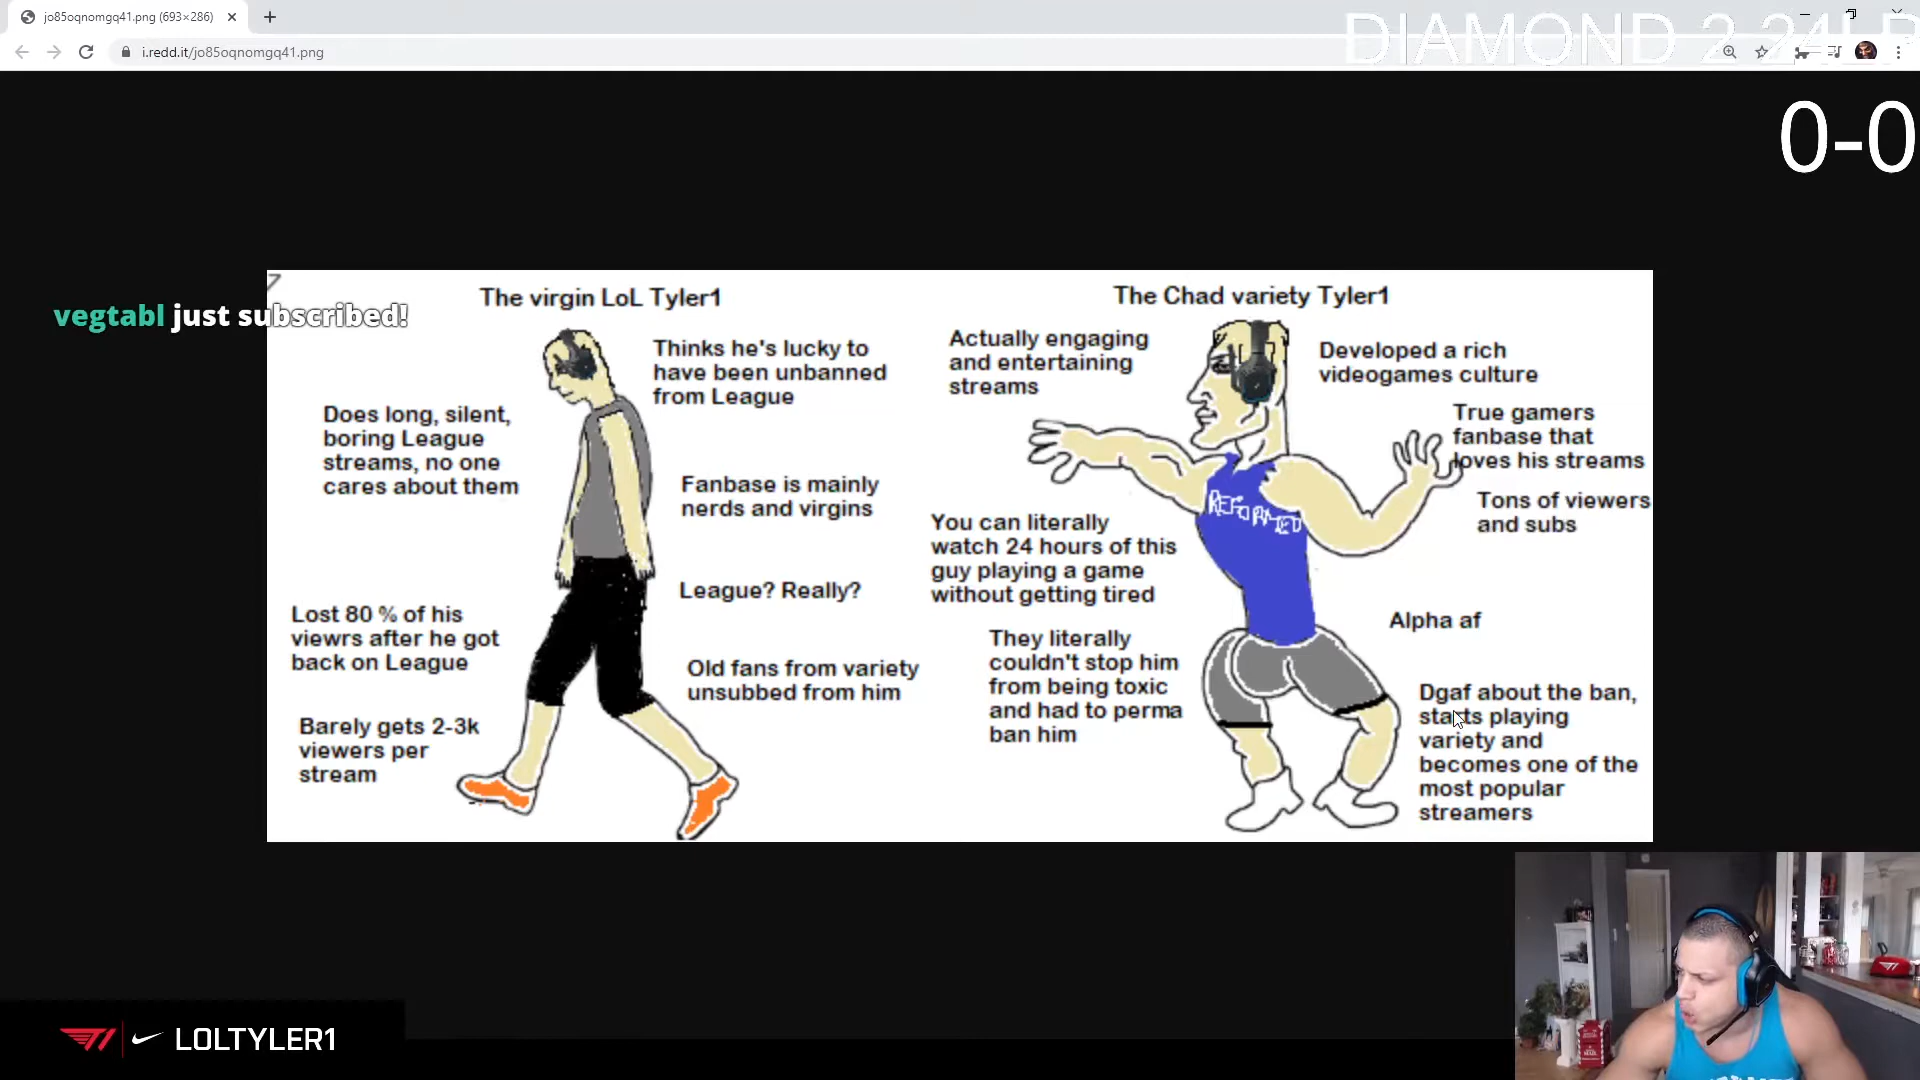 jo85oqnomgq41.png (693×286)
i.redd.it/jo85oqnomgq41.png
DIAMOND 2 24LP
0-0
vegtabl just subscribed!
The virgin LoL Tyler1
Thinks he's lucky to
have been unbanned
from League
Does long, silent,
boring League
streams, no one
cares about them
Fanbase is mainly
nerds and virgins
League? Really?
Lost 80 % of his
viewrs after he got
back on League
Old fans from variety
unsubbed from him
Barely gets 2-3k
viewers per
stream
The Chad variety Tyler1
Actually engaging
and entertaining
streams
Developed a rich
videogames culture
True gamers
fanbase that
loves his streams
Tons of viewers
and subs
REFORMED
You can literally
watch 24 hours of this
guy playing a game
without getting tired
Alpha af
They literally
couldn't stop him
from being toxic
and had to perma
ban him
Dgaf about the ban,
starts playing
variety and
becomes one of the
most popular
streamers
T1
LOLTYLER1